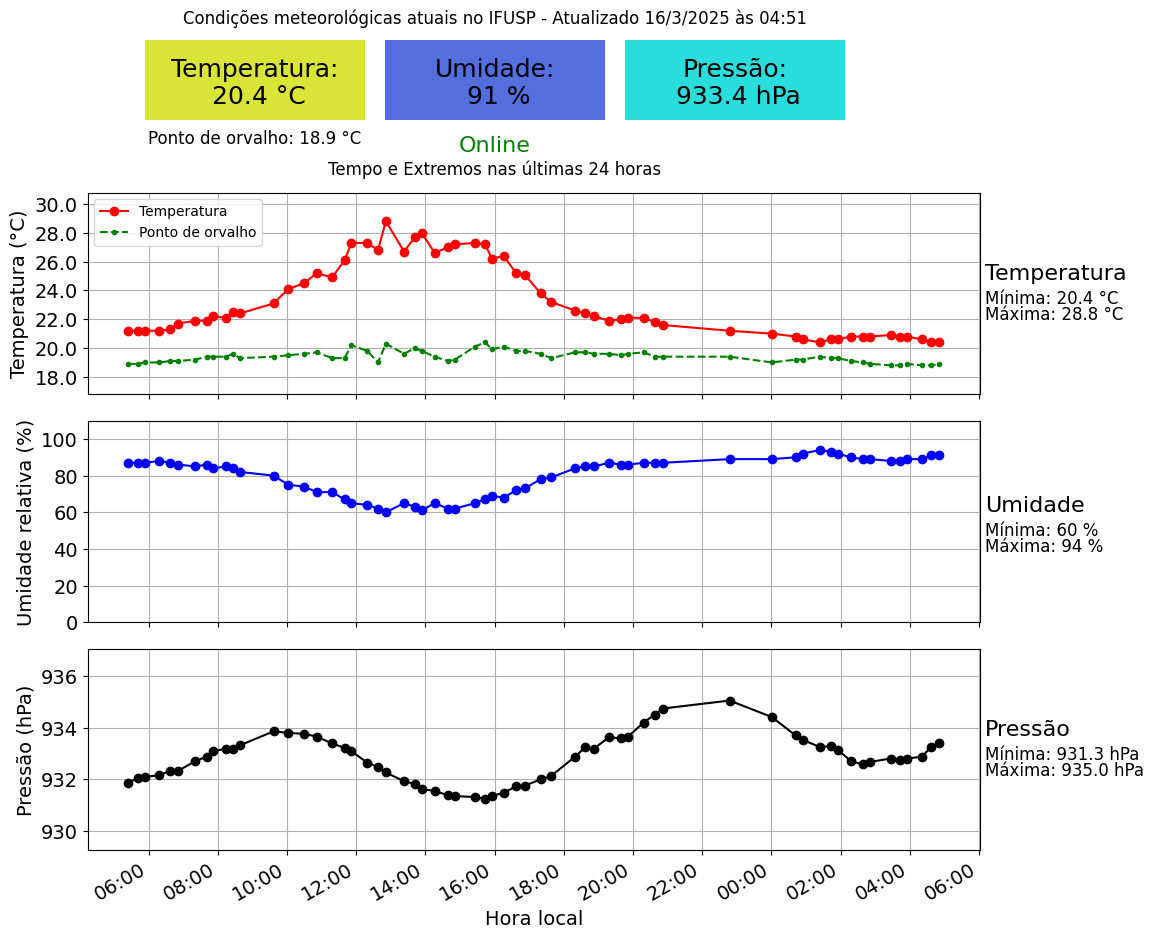 Condições meteorológicas atuais no IFUSP - Atualizado 16/3/2025 às 04:51
Temperatura:
20.4 °C
Umidade:
91 %
Pressão:
933.4 hPa
Ponto de orvalho: 18.9 °C
Online
Tempo e Extremos nas últimas 24 horas
Temperatura (°C)
30.0
28.0
26.0
24.0
22.0
20.0
18.0
Temperatura
Ponto de orvalho
Temperatura
Mínima: 20.4 °C
Máxima: 28.8 °C
Umidade relativa (%)
100
80
60
40
20
0
Umidade
Mínima: 60 %
Máxima: 94 %
Pressão (hPa)
936
934
932
930
Pressão
Mínima: 931.3 hPa
Máxima: 935.0 hPa
06:00 08:00 10:00 12:00 14:00 16:00 18:00 20:00 22:00 00:00 02:00 04:00 06:00
Hora local